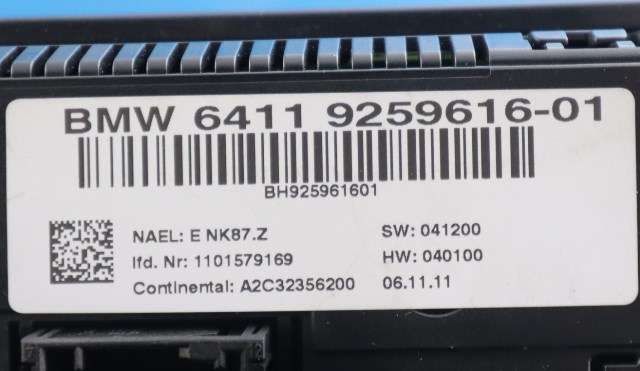 BMW 6411 9259616-01
BH925961601
NAEL: E NK87.Z
lfd. Nr: 1101579169
Continental: A2C32356200
SW: 041200
HW: 040100
06.11.11